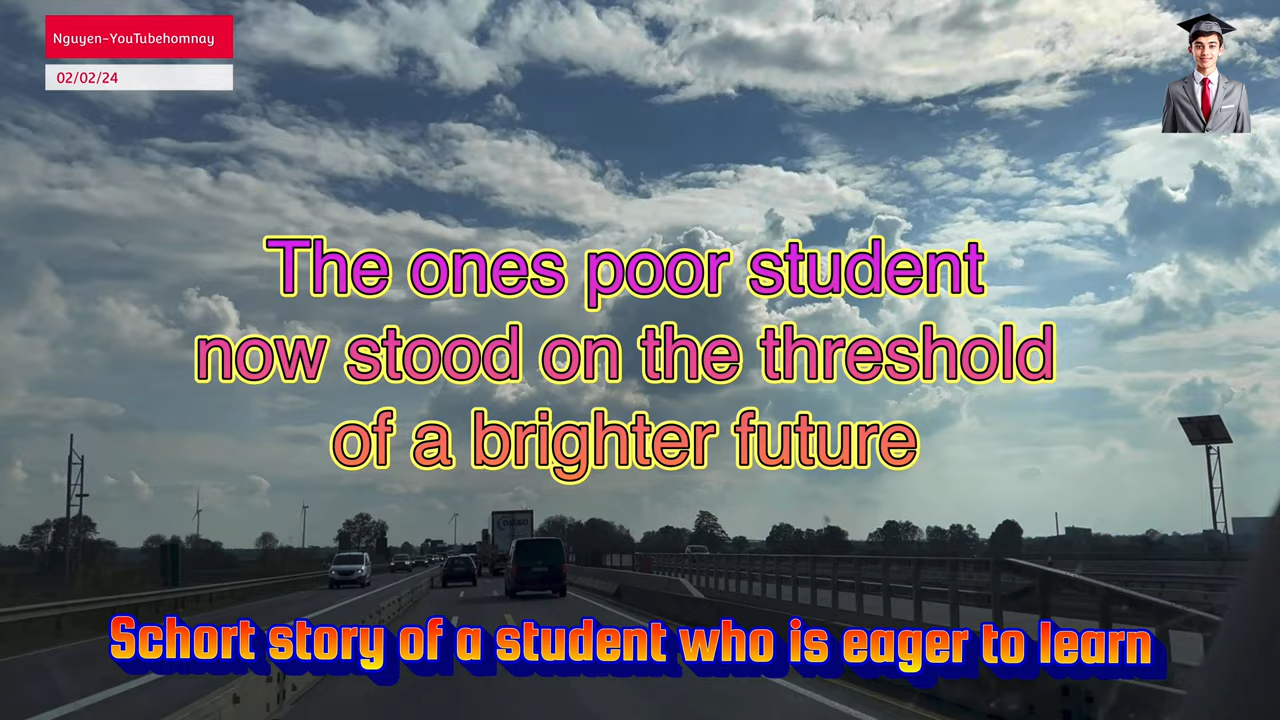 Nguyen-YouTubehomnay
02/02/24
The ones poor student
now stood on the threshold
of a brighter future
Schort story of a student who is eager to learn